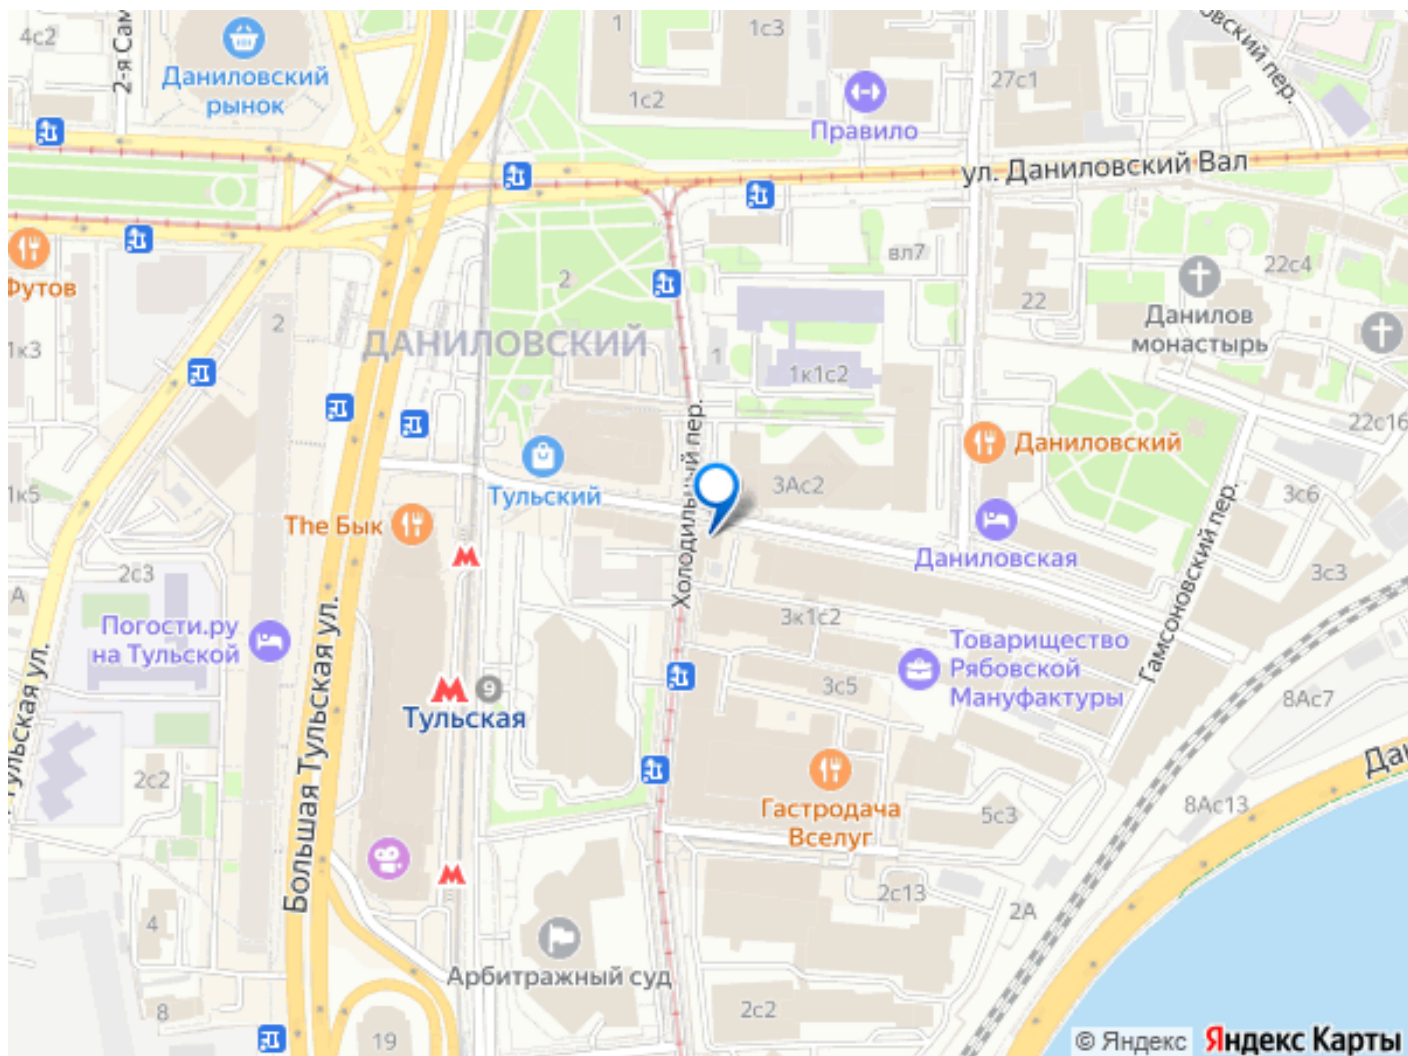 4с2
2-я Сам
Даниловский
рынок
1
1с3
1с2
Правило
27с1
овский пер.
ул. Даниловский Вал
Футов
1к3
2
2
вл7
22
22с4
Данилов
монастырь
ДАНИЛОВСКИЙ
1
1к1с2
22с16
Холодильный пер.
Даниловский
Тульский
3Ас2
1к5
The Бык
3с6
Даниловская
Гамсоновский пер.
3с3
2с3
А
Погости.ру
на Тульской
3к1с2
Товарищество
Рябовской
Мануфактуры
3с5
9
Тульская
8Ас7
Тульская ул.
Большая Тульская ул.
2с2
Гастродача
Вселуг
5с3
8Ас13
Дан
2с13
2А
4
Арбитражный суд
8
19
2с2
© Яндекс Яндекс Карты